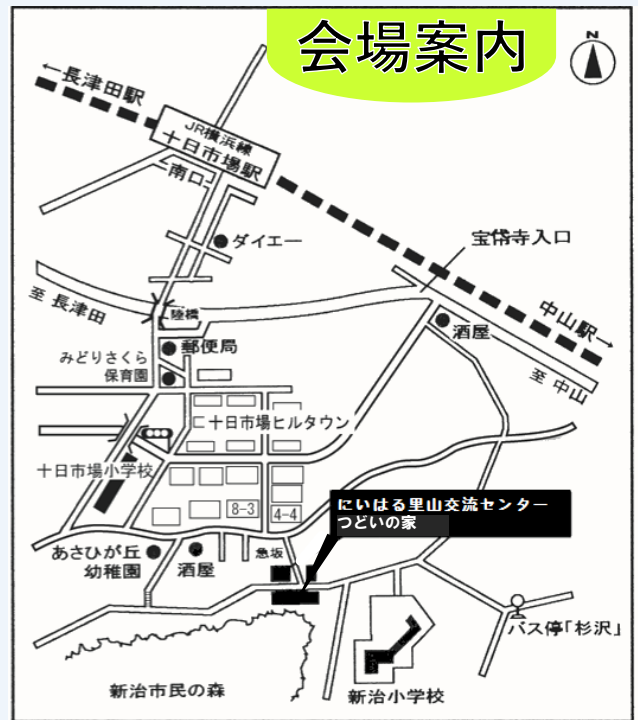 会場案内
N
←長津田駅
JR横浜線
十日市場駅
南口
ダイエー
宝帒寺入口
至 長津田
陸橋
中山駅→
酒屋
郵便局
みどりさくら
保育園
至 中山
十日市場ヒルタウン
十日市場小学校
8-3
4-4
にいはる里山交流センター
つどいの家
あさひが丘
幼稚園
酒屋
急坂
バス停「杉沢」
新治市民の森
新治小学校